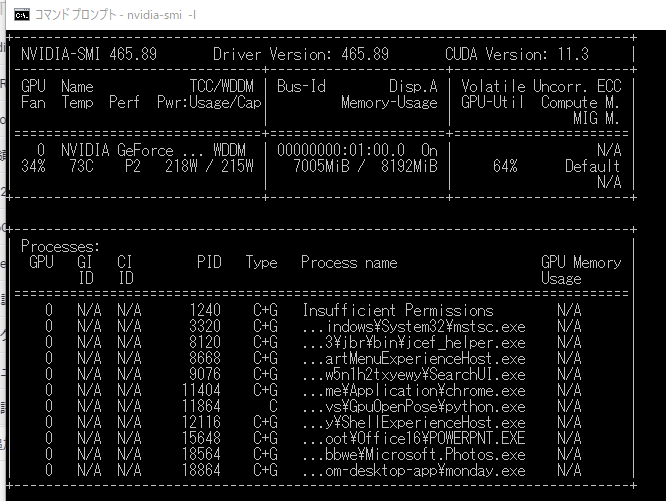 コマンド プロンプト - nvidia-smi -l
NVIDIA-SMI 465.89 Driver Version: 465.89 CUDA Version: 11.3
GPU Name TCC/WDDM Bus-Id Disp.A Volatile Uncorr. ECC
Fan Temp Perf Pwr:Usage/Cap Memory-Usage GPU-Util Compute M.
MIG M.
0 NVIDIA GeForce ... WDDM 00000000:01:00.0 On N/A
34% 73C P2 218W / 215W 7005MiB / 8192MiB 64% Default
N/A
Processes:
GPU GI CI PID Type Process name GPU Memory
ID ID Usage
0 N/A N/A 1240 C+G Insufficient Permissions N/A
0 N/A N/A 3320 C+G ...indows¥System32¥mstsc.exe N/A
0 N/A N/A 8120 C+G ...3¥jbr¥bin¥jcef_helper.exe N/A
0 N/A N/A 8668 C+G ...artMenuExperienceHost.exe N/A
0 N/A N/A 9076 C+G ...w5n1h2txyewy¥SearchUI.exe N/A
0 N/A N/A 11404 C+G ...me¥Application¥chrome.exe N/A
0 N/A N/A 11864 C ...vs¥GpuOpenPose¥python.exe N/A
0 N/A N/A 12116 C+G ...y¥ShellExperienceHost.exe N/A
0 N/A N/A 15648 C+G ...oot¥Office16¥POWERPNT.EXE N/A
0 N/A N/A 18564 C+G ...bbwe¥Microsoft.Photos.exe N/A
0 N/A N/A 18864 C+G ...om-desktop-app¥monday.exe N/A